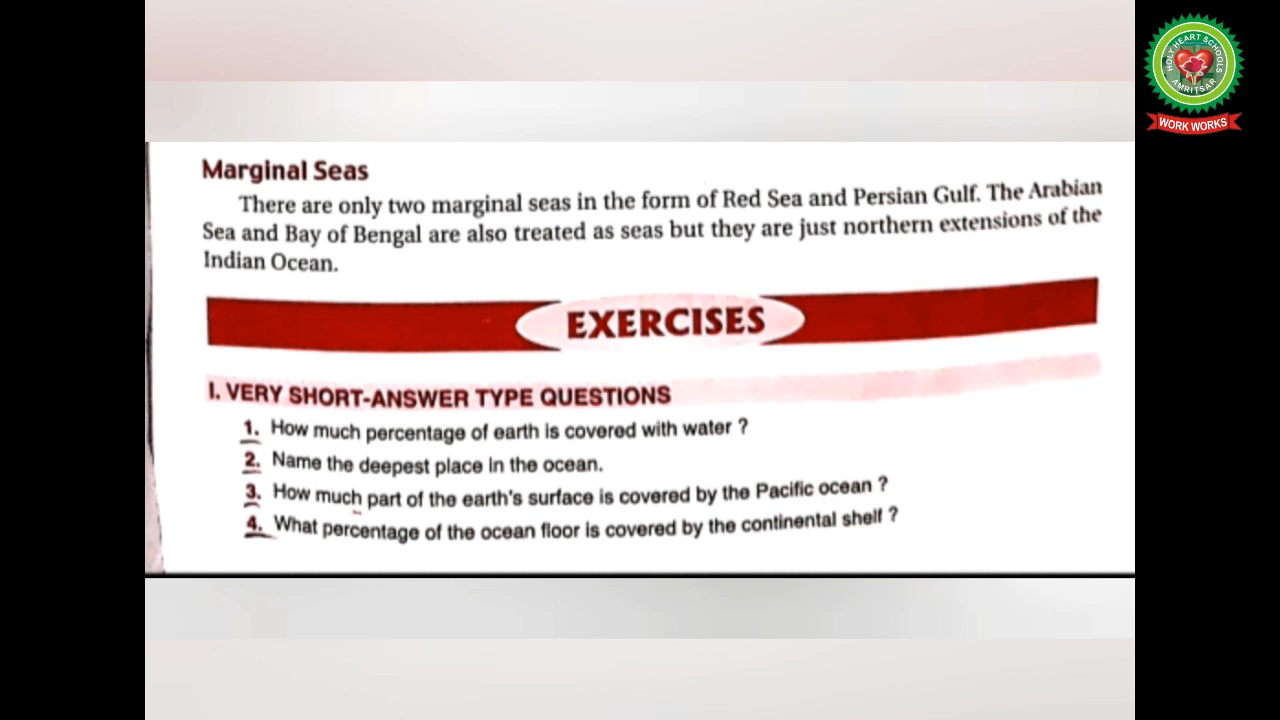 HOLY HEART SCHOOLS
AMRITSAR
WORK WORKS
Marginal Seas
There are only two marginal seas in the form of Red Sea and Persian Gulf. The Arabian
Sea and Bay of Bengal are also treated as seas but they are just northern extensions of the
Indian Ocean.
EXERCISES
I. VERY SHORT-ANSWER TYPE QUESTIONS
1. How much percentage of earth is covered with water ?
2. Name the deepest place in the ocean.
3. How much part of the earth's surface is covered by the Pacific ocean ?
4. What percentage of the ocean floor is covered by the continental shelf ?